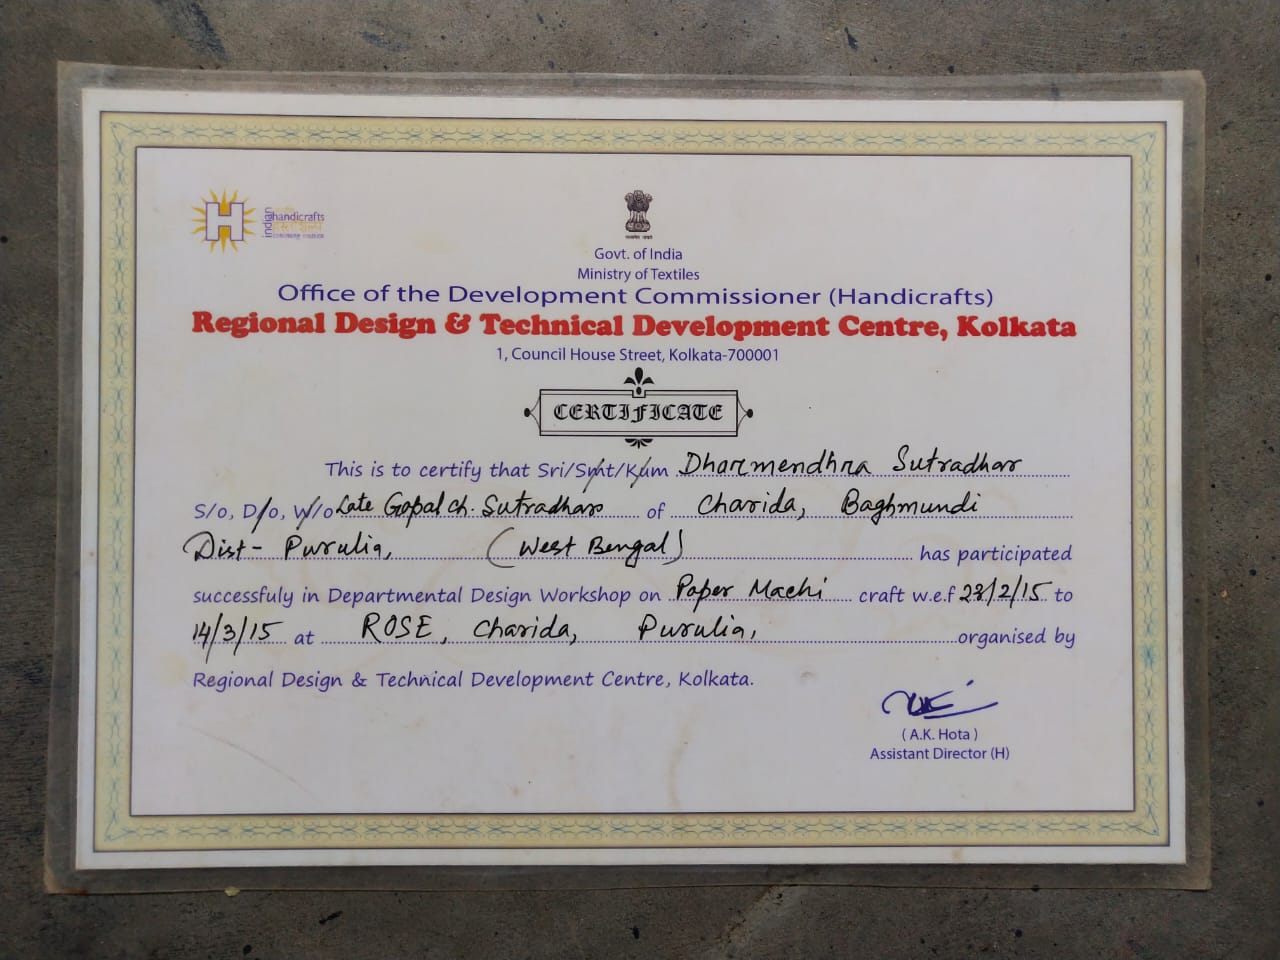 Indian handicrafts
Govt. of India
Ministry of Textiles
Office of the Development Commissioner (Handicrafts)
Regional Design & Technical Development Centre, Kolkata
1, Council House Street, Kolkata-700001
CERTIFICATE
This is to certify that Sri/Smt/Kum Dharmendhra Sutradhar
S/o, D/o, W/o Late Gopal ch. Sutradhar of Charida, Baghmundi
Dist- Purulia, (West Bengal) has participated
successfuly in Departmental Design Workshop on Paper Machi craft w.e.f to
14/3/15 at ROSE, Charida, Purulia, organised by
Regional Design & Technical Development Centre, Kolkata.
( A.K. Hota )
Assistant Director (H)